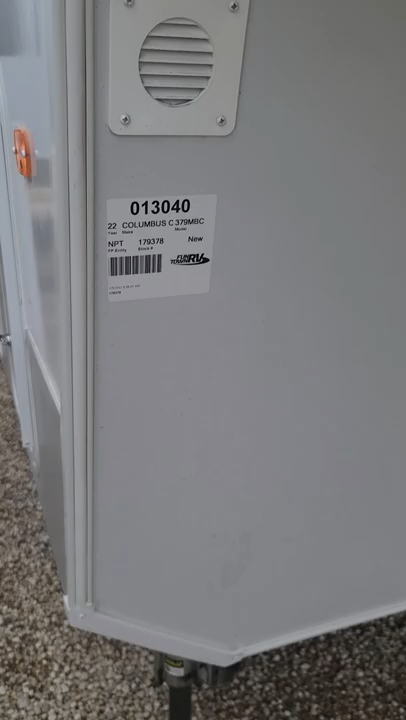 013040
22 COLUMBUS C 379MBC
Year Make Model
NPT 179378 New
Stock #
FUN TOWN RV